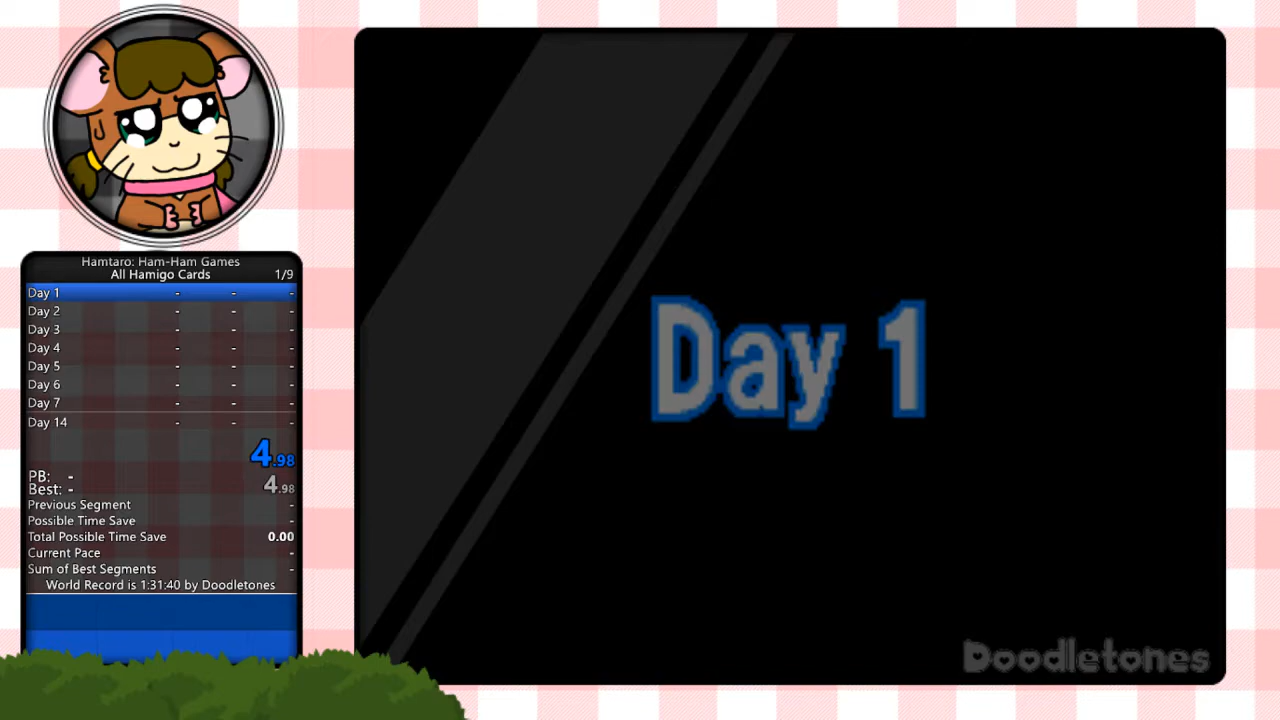 Hamtaro: Ham-Ham Games
All Hamigo Cards 1/9
Day 1 - - -
Day 2 - - -
Day 3 - - -
Day 4 - - -
Day 5 - - -
Day 6 - - -
Day 7 - - -
Day 14 - - -
4.98
PB: -
Best: - 4.98
Previous Segment -
Possible Time Save -
Total Possible Time Save 0.00
Current Pace -
Sum of Best Segments -
World Record is 1:31:40 by Doodletones
Day 1
Doodletones